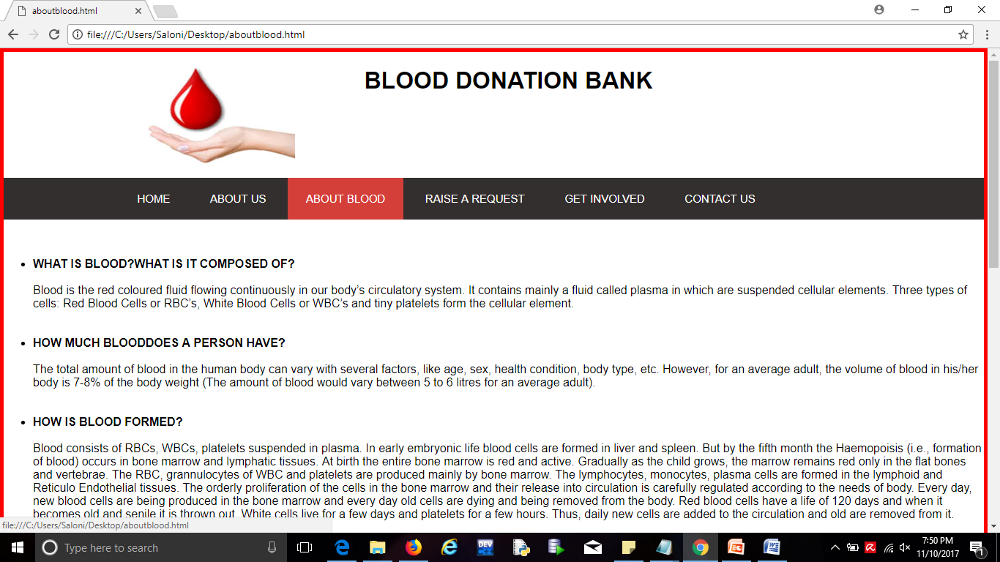 aboutblood.html
file:///C:/Users/Saloni/Desktop/aboutblood.html
BLOOD DONATION BANK
HOME ABOUT US ABOUT BLOOD RAISE A REQUEST GET INVOLVED CONTACT US
• WHAT IS BLOOD?WHAT IS IT COMPOSED OF?
Blood is the red coloured fluid flowing continuously in our body’s circulatory system. It contains mainly a fluid called plasma in which are suspended cellular elements. Three types of
cells: Red Blood Cells or RBC’s, White Blood Cells or WBC’s and tiny platelets form the cellular element.
• HOW MUCH BLOODDOES A PERSON HAVE?
The total amount of blood in the human body can vary with several factors, like age, sex, health condition, body type, etc. However, for an average adult, the volume of blood in his/her
body is 7-8% of the body weight (The amount of blood would vary between 5 to 6 litres for an average adult).
• HOW IS BLOOD FORMED?
Blood consists of RBCs, WBCs, platelets suspended in plasma. In early embryonic life blood cells are formed in liver and spleen. But by the fifth month the Haemopoisis (i.e., formation
of blood) occurs in bone marrow and lymphatic tissues. At birth the entire bone marrow is red and active. Gradually as the child grows, the marrow remains red only in the flat bones
and vertebrae. The RBC, grannulocytes of WBC and platelets are produced mainly by bone marrow. The lymphocytes, monocytes, plasma cells are formed in the lymphoid and
Reticulo Endothelial tissues. The orderly proliferation of the cells in the bone marrow and their release into circulation is carefully regulated according to the needs of body. Every day,
new blood cells are being produced in the bone marrow and every day old cells are dying and being removed from the body. Red blood cells have a life of 120 days and when it
becomes old and senile it is thrown out. White cells live for a few days and platelets for a few hours. Thus, daily new cells are added to the circulation and old are removed from it.
file:///C:/Users/Saloni/Desktop/aboutblood.html
Type here to search
DEV
7:50 PM
11/10/2017
1